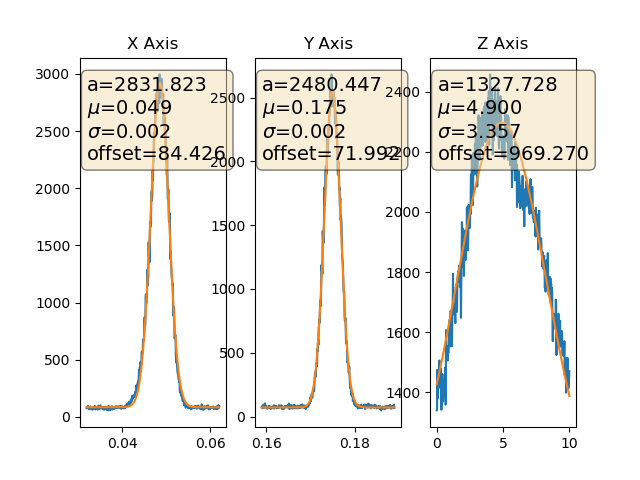 X Axis
Y Axis
Z Axis
a=2831.823
μ=0.049
σ=0.002
offset=84.426
a=2480.447
μ=0.175
σ=0.002
offset=71.992
a=1327.728
μ=4.900
σ=3.357
offset=969.270
3000
2500
2000
1500
1000
500
0
0.04
0.06
2500
2000
1500
1000
500
0
0.16
0.18
2400
2200
2000
1800
1600
1400
0
5
10